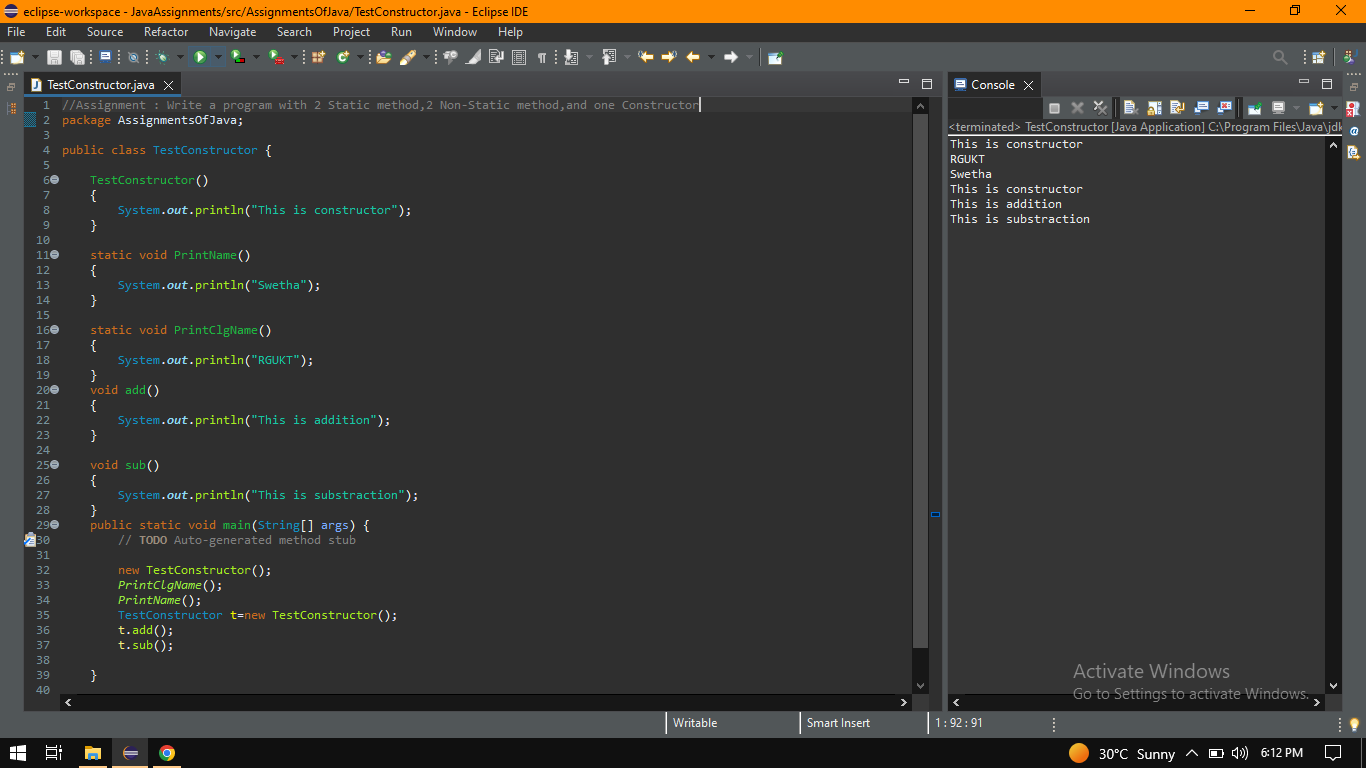 eclipse-workspace - JavaAssignments/src/AssignmentsOfJava/TestConstructor.java - Eclipse IDE
File Edit Source Refactor Navigate Search Project Run Window Help
TestConstructor.java
1 //Assignment : Write a program with 2 Static method,2 Non-Static method,and one Constructor
2 package AssignmentsOfJava;
3
4 public class TestConstructor {
5
6 TestConstructor()
7 {
8 System.out.println("This is constructor");
9 }
10
11 static void PrintName()
12 {
13 System.out.println("Swetha");
14 }
15
16 static void PrintClgName()
17 {
18 System.out.println("RGUKT");
19 }
20 void add()
21 {
22 System.out.println("This is addition");
23 }
24
25 void sub()
26 {
27 System.out.println("This is substraction");
28 }
29 public static void main(String[] args) {
30 // TODO Auto-generated method stub
31
32 new TestConstructor();
33 PrintClgName();
34 PrintName();
35 TestConstructor t=new TestConstructor();
36 t.add();
37 t.sub();
38
39 }
40
Console
<terminated> TestConstructor [Java Application] C:\Program Files\Java\jdk
This is constructor
RGUKT
Swetha
This is constructor
This is addition
This is substraction
Activate Windows
Go to Settings to activate Windows.
Writable Smart Insert 1 : 92 : 91
30°C Sunny 6:12 PM